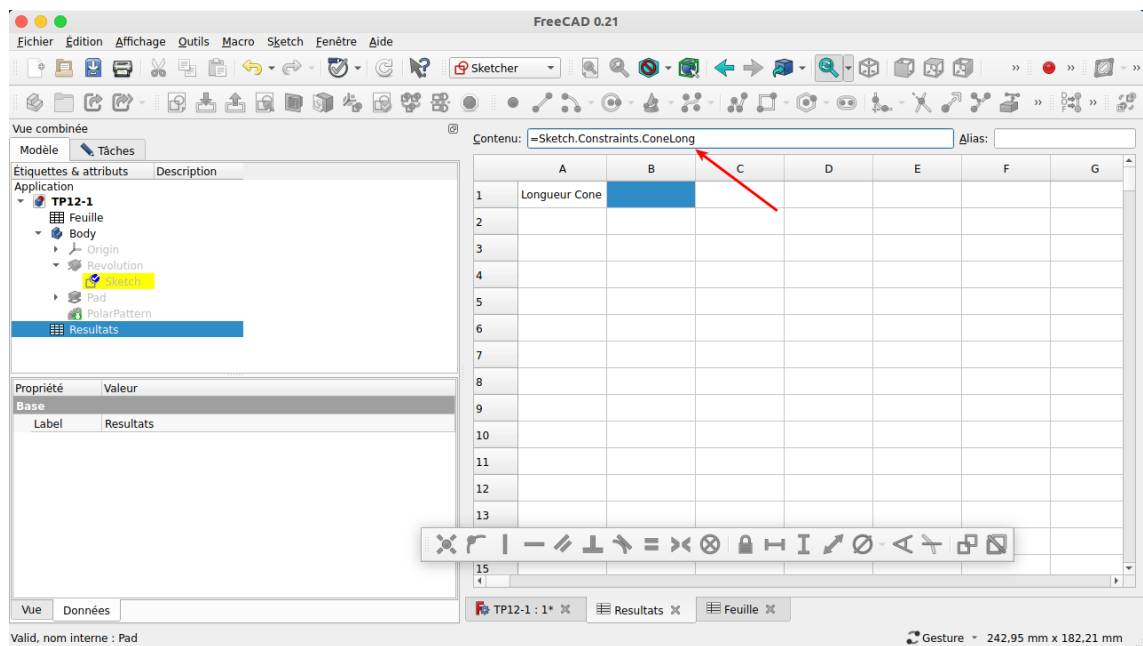 FreeCAD 0.21
Fichier Édition Affichage Outils Macro Sketch Fenêtre Aide
Sketcher
Vue combinée
Modèle Tâches
Étiquettes & attributs Description
Application
TP12-1
Feuille
Body
Origin
Revolution
Sketch
Pad
PolarPattern
Resultats
Propriété Valeur
Base
Label Resultats
Vue Données
Contenu: =Sketch.Constraints.ConeLong Alias:
A B C D E F G
1 Longueur Cone
2
3
4
5
6
7
8
9
10
11
12
13
15
TP12-1 : 1* Resultats Feuille
Valid, nom interne : Pad
Gesture 242,95 mm x 182,21 mm